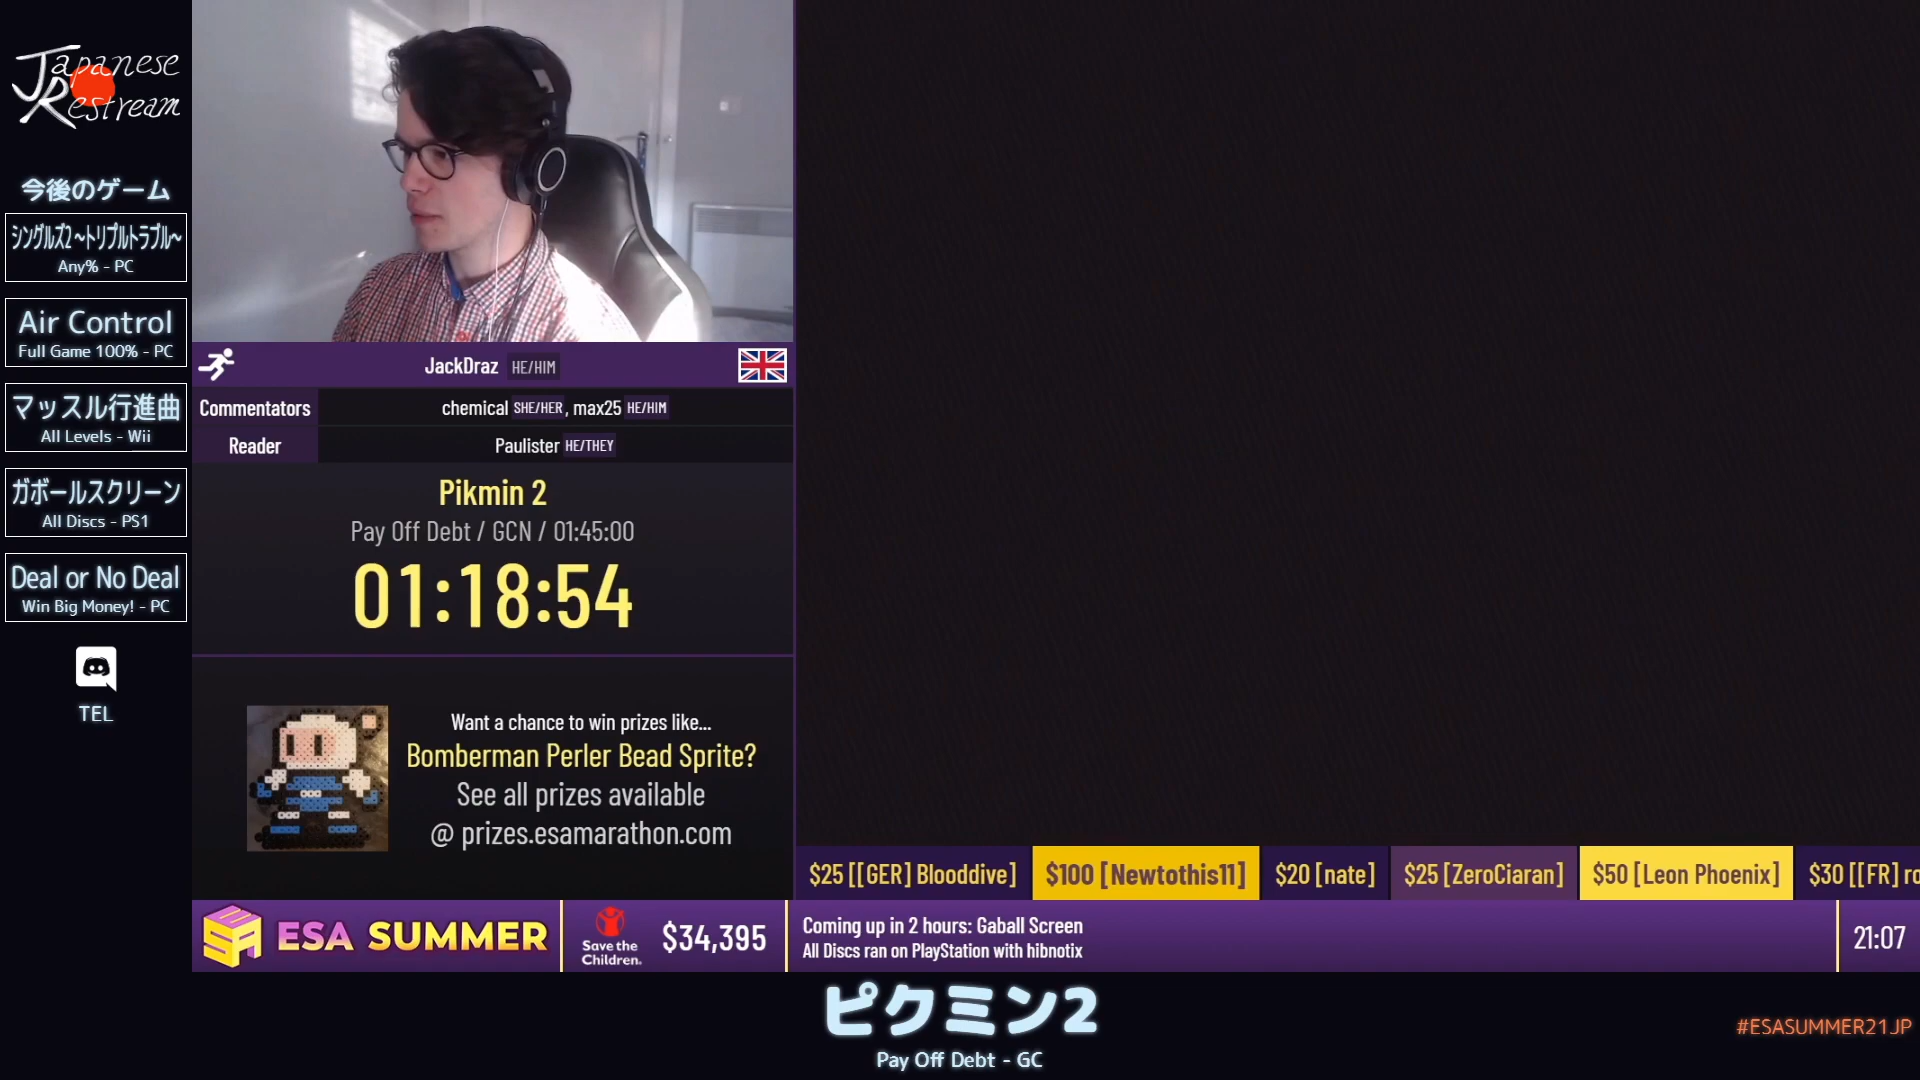 Japanese
Restream
今後のゲーム
シングルズ2～トリプルトラブル～
Any% - PC
Air Control
Full Game 100% - PC
マッスル行進曲
All Levels - Wii
ガボールスクリーン
All Discs - PS1
Deal or No Deal
Win Big Money! - PC
TEL
JackDraz HE/HIM
Commentators chemical SHE/HER, max25 HE/HIM
Reader Paulister HE/THEY
Pikmin 2
Pay Off Debt / GCN / 01:45:00
01:18:54
Want a chance to win prizes like...
Bomberman Perler Bead Sprite?
See all prizes available
@ prizes.esamarathon.com
$25 [[GER] Blooddive] $100 [Newtothis11] $20 [nate] $25 [ZeroCiaran] $50 [Leon Phoenix] $30 [[FR] ro
ESA SUMMER
Save the
Children.
$34,395
Coming up in 2 hours: Gaball Screen
All Discs ran on PlayStation with hibnotix
21:07
ピクミン2
Pay Off Debt - GC
#ESASUMMER21JP